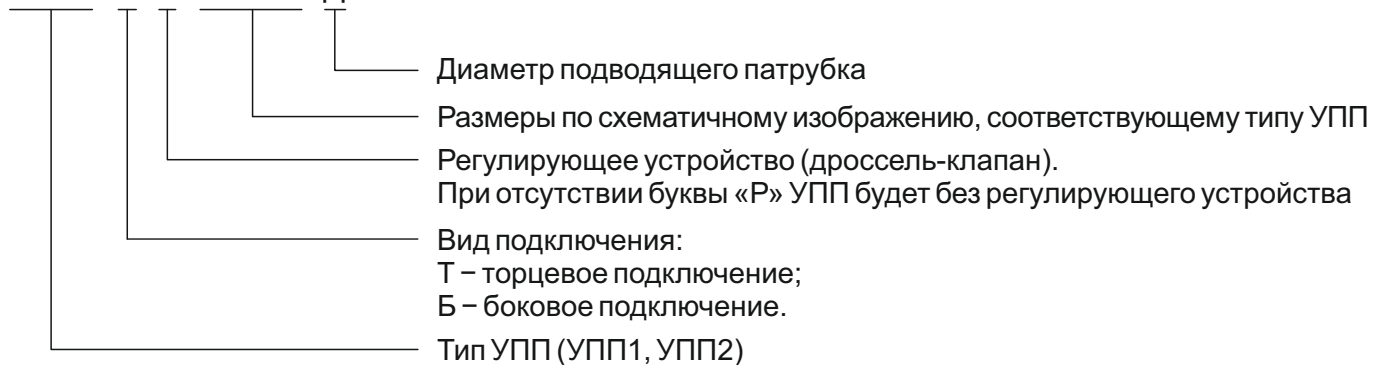 Диаметр подводящего патрубка
Размеры по схематичному изображению, соответствующему типу УПП
Регулирующее устройство (дроссель-клапан).
При отсутствии буквы «Р» УПП будет без регулирующего устройства
Вид подключения:
Т – торцевое подключение;
Б – боковое подключение.
Тип УПП (УПП1, УПП2)